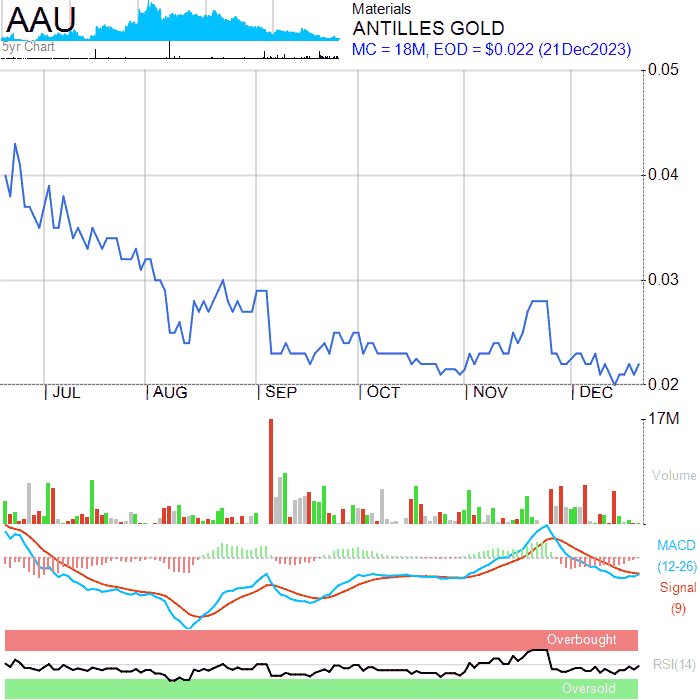 AAU
5yr Chart
Materials
ANTILLES GOLD
MC = 18M, EOD = $0.022 (21Dec2023)
0.05
0.04
0.03
0.02
JUL AUG SEP OCT NOV DEC
17M
Volume
MACD
(12-26)
Signal
(9)
Overbought
RSI(14)
Oversold